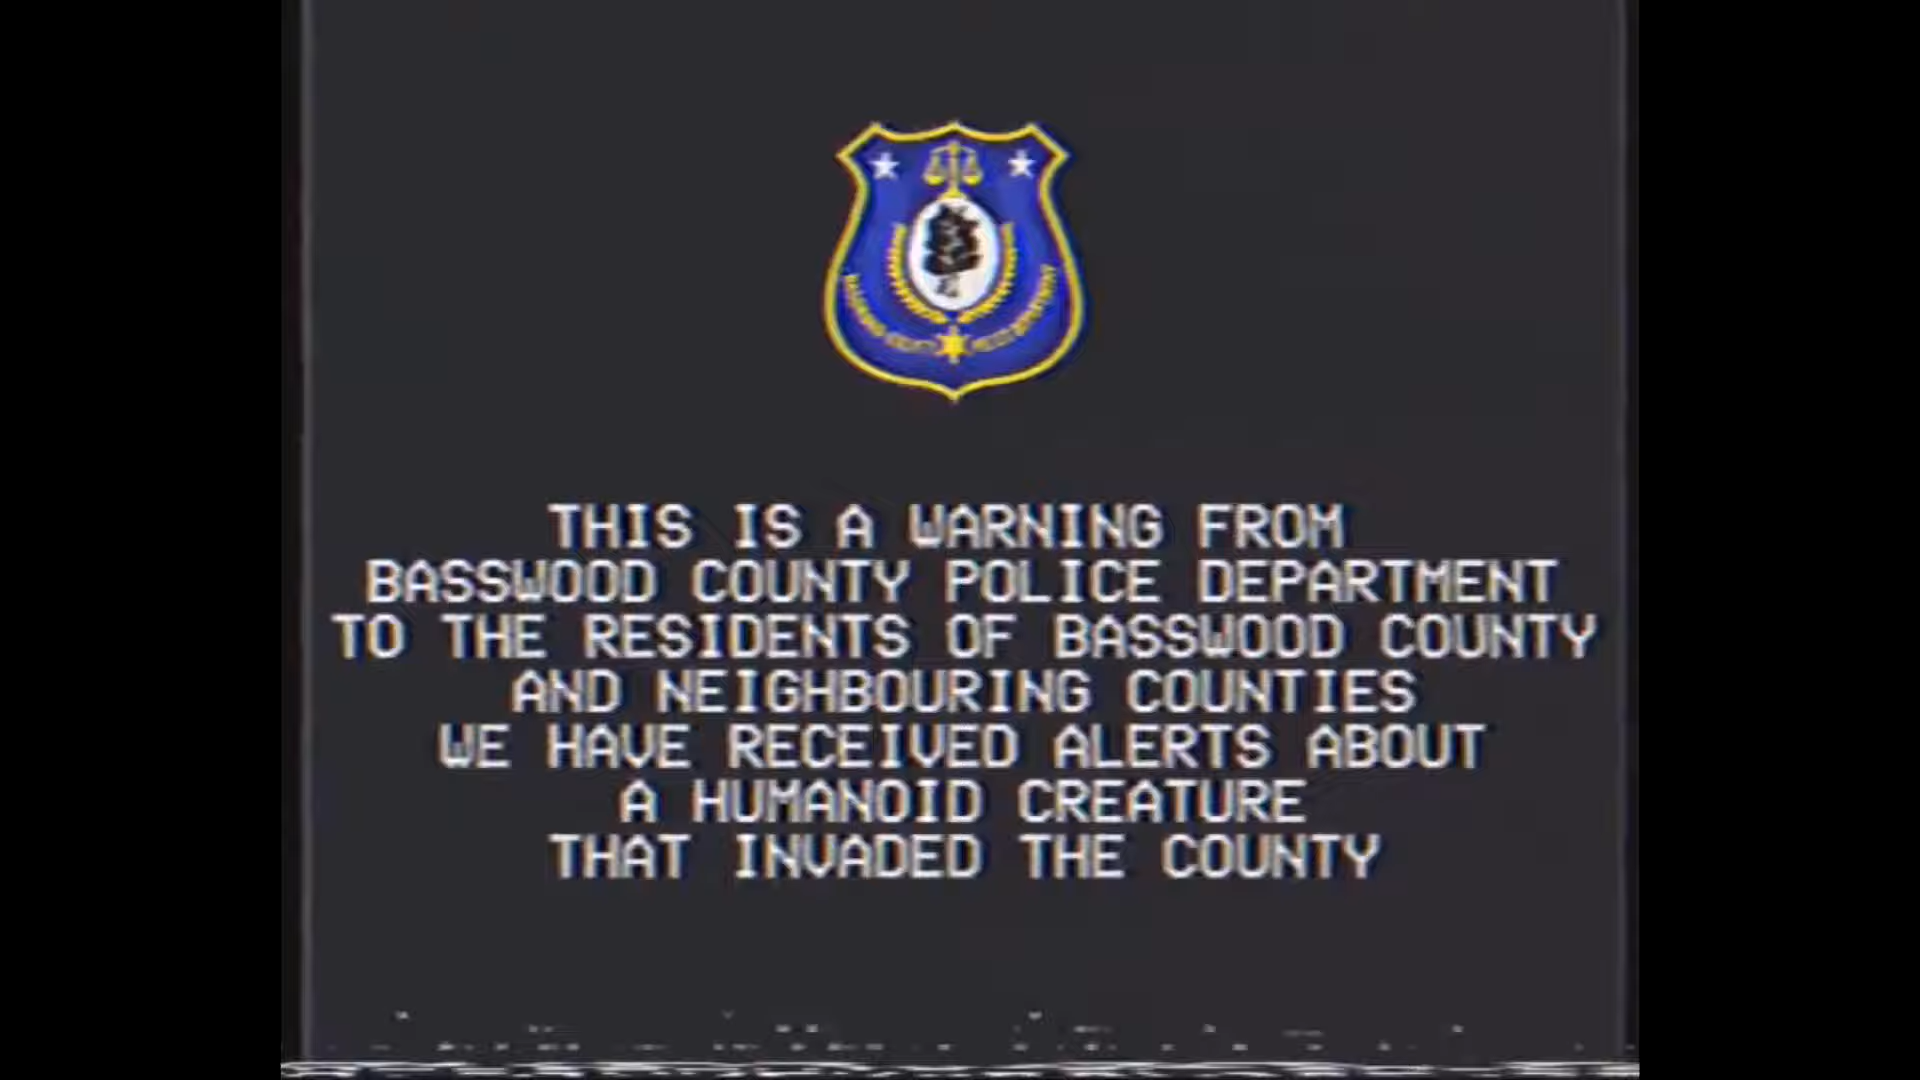 THIS IS A WARNING FROM
BASSWOOD COUNTY POLICE DEPARTMENT
TO THE RESIDENTS OF BASSWOOD COUNTY
AND NEIGHBOURING COUNTIES
WE HAVE RECEIVED ALERTS ABOUT
A HUMANOID CREATURE
THAT INVADED THE COUNTY